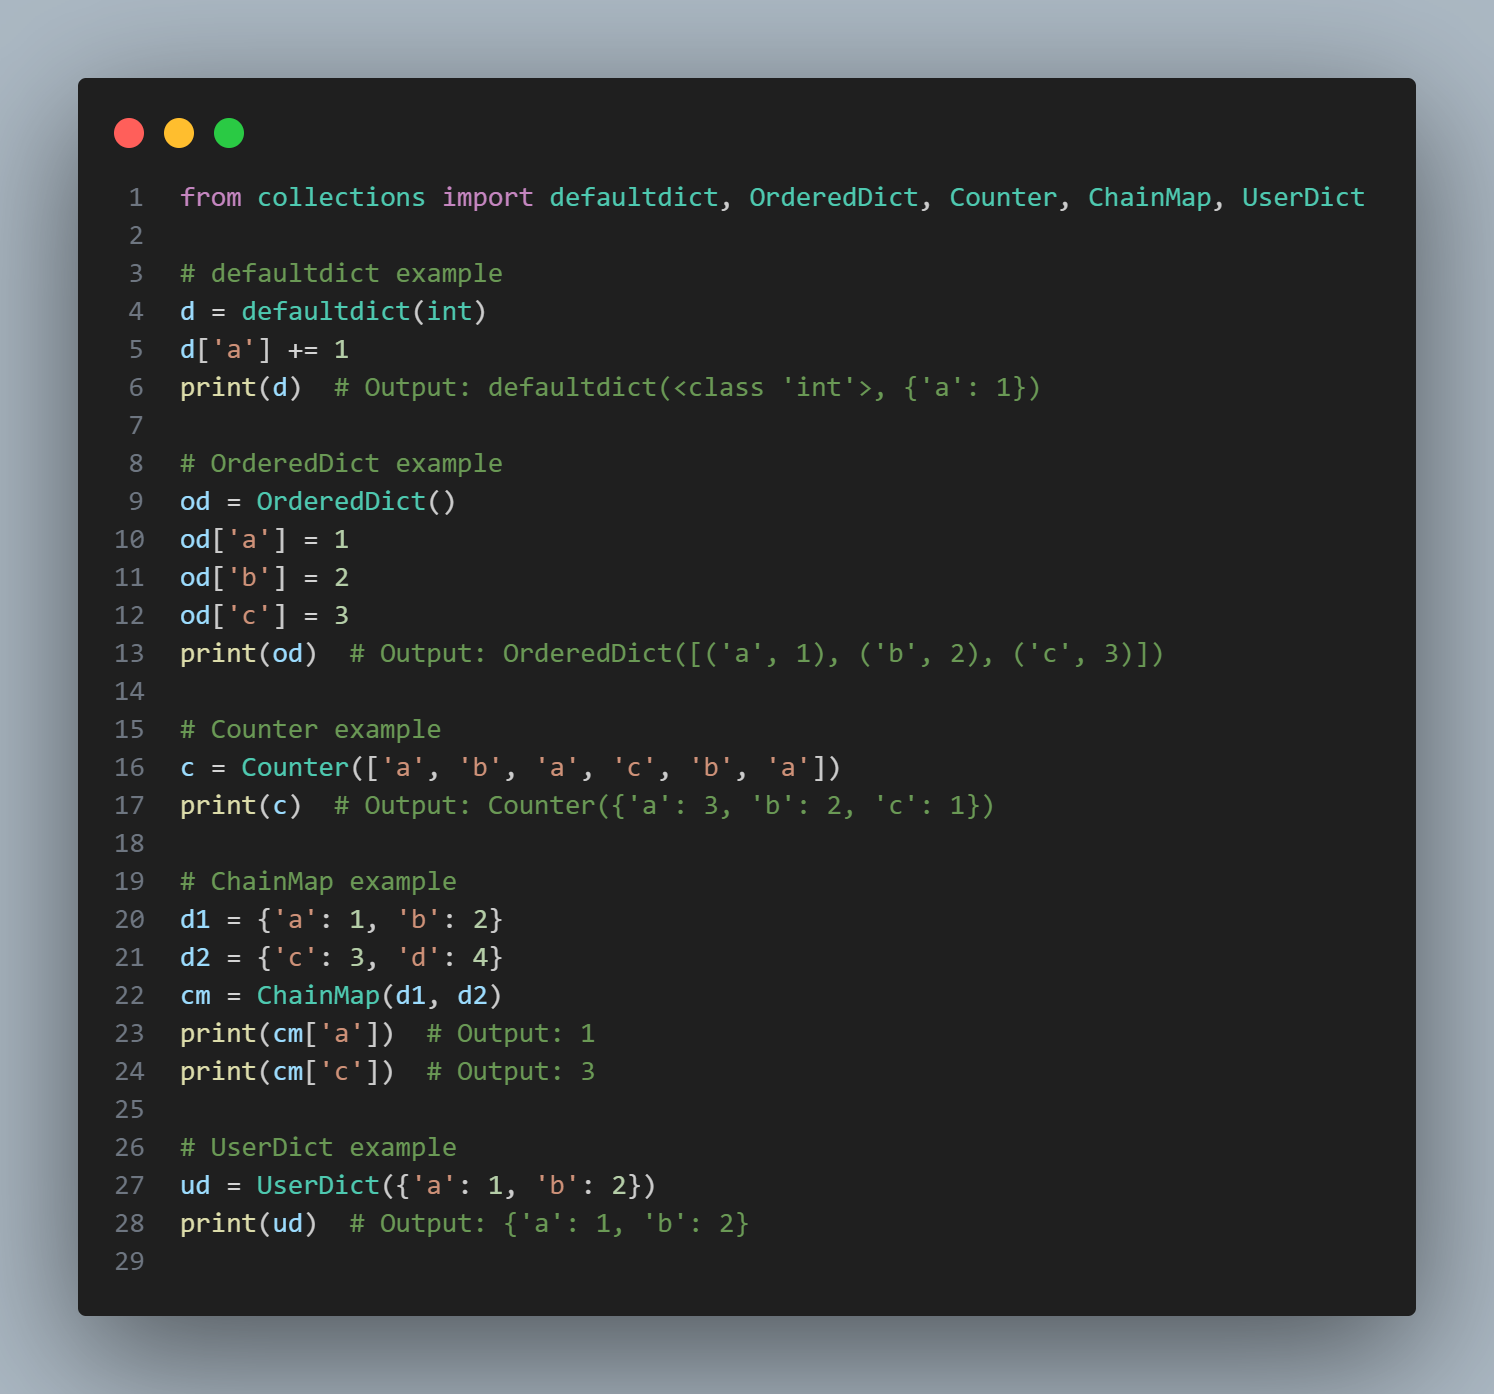 1 from collections import defaultdict, OrderedDict, Counter, ChainMap, UserDict
2
3 # defaultdict example
4 d = defaultdict(int)
5 d['a'] += 1
6 print(d)  # Output: defaultdict(<class 'int'>, {'a': 1})
7
8 # OrderedDict example
9 od = OrderedDict()
10 od['a'] = 1
11 od['b'] = 2
12 od['c'] = 3
13 print(od)  # Output: OrderedDict([('a', 1), ('b', 2), ('c', 3)])
14
15 # Counter example
16 c = Counter(['a', 'b', 'a', 'c', 'b', 'a'])
17 print(c)  # Output: Counter({'a': 3, 'b': 2, 'c': 1})
18
19 # ChainMap example
20 d1 = {'a': 1, 'b': 2}
21 d2 = {'c': 3, 'd': 4}
22 cm = ChainMap(d1, d2)
23 print(cm['a'])  # Output: 1
24 print(cm['c'])  # Output: 3
25
26 # UserDict example
27 ud = UserDict({'a': 1, 'b': 2})
28 print(ud)  # Output: {'a': 1, 'b': 2}
29